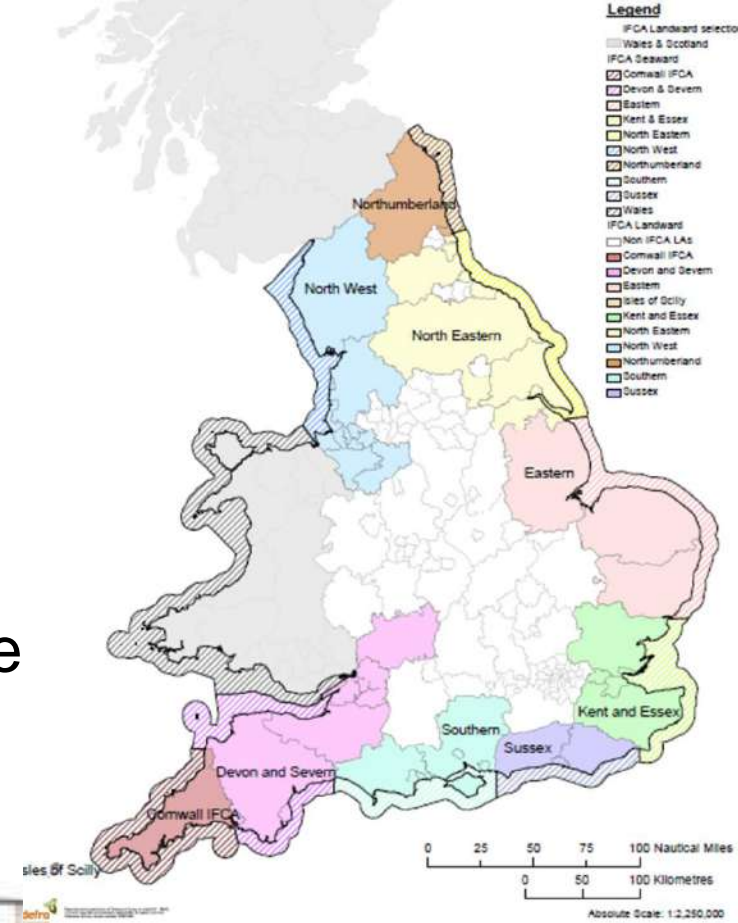 Legend
IFCA Landward selectio
Wales & Scotland
IFCA Seaward
Cornwall IFCA
Devon & Severn
Eastern
Kent & Essex
North Eastern
North West
Northumberland
Southern
Sussex
Wales
IFCA Landward
Non IFCA LAs
Cornwall IFCA
Devon and Severn
Eastern
Isles of Scilly
Kent and Essex
North Eastern
North West
Northumberland
Southern
Sussex
Northumberland
North West
North Eastern
Eastern
e
Kent and Essex
Southern
Sussex
Devon and Severn
Cornwall IFCA
sles of Scilly
0 25 50 75 100 Nautical Miles
0 50 100 Kilometres
Absolute Scale: 1:2,250,000
defra